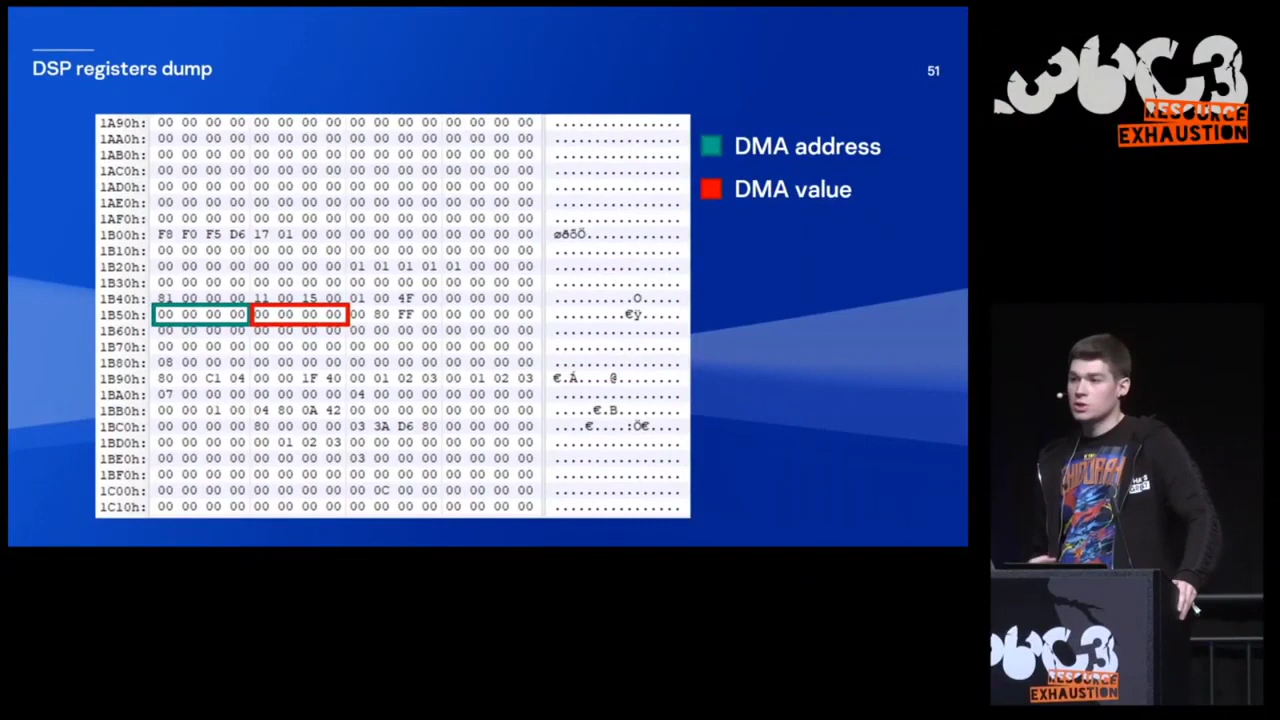 DSP registers dump
51
1A90h: 00 00 00 00 00 00 00 00 00 00 00 00 00 00 00 00 ................
1AA0h: 00 00 00 00 00 00 00 00 00 00 00 00 00 00 00 00 ................
1AB0h: 00 00 00 00 00 00 00 00 00 00 00 00 00 00 00 00 ................
1AC0h: 00 00 00 00 00 00 00 00 00 00 00 00 00 00 00 00 ................
1AD0h: 00 00 00 00 00 00 00 00 00 00 00 00 00 00 00 00 ................
1AE0h: 00 00 00 00 00 00 00 00 00 00 00 00 00 00 00 00 ................
1AF0h: 00 00 00 00 00 00 00 00 00 00 00 00 00 00 00 00 ................
1B00h: F8 F0 F5 D6 17 01 00 00 00 00 00 00 00 00 00 00 øðõÖ............
1B10h: 00 00 00 00 00 00 00 00 00 00 00 00 00 00 00 00 ................
1B20h: 00 00 00 00 00 00 00 00 01 01 01 01 01 00 00 00 ................
1B30h: 00 00 00 00 00 00 00 00 00 00 00 00 00 00 00 00 ................
1B40h: 81 00 00 00 11 00 15 00 01 00 4F 00 00 00 00 00 ..........O.....
1B50h: 00 00 00 00 00 00 00 00 00 80 FF 00 00 00 00 00 .........€ÿ.....
1B60h: 00 00 00 00 00 00 00 00 00 00 00 00 00 00 00 00 ................
1B70h: 00 00 00 00 00 00 00 00 00 00 00 00 00 00 00 00 ................
1B80h: 08 00 00 00 00 00 00 00 00 00 00 00 00 00 00 00 ................
1B90h: 80 00 C1 04 00 00 1F 40 00 01 02 03 00 01 02 03 €.Á....@........
1BA0h: 07 00 00 00 00 00 00 00 04 00 00 00 00 00 00 00 ................
1BB0h: 00 00 01 00 04 80 0A 42 00 00 00 00 00 00 00 00 .....€.B........
1BC0h: 00 00 00 00 80 00 00 00 03 3A D6 80 00 00 00 00 ....€....:Ö€....
1BD0h: 00 00 00 00 00 01 02 03 00 00 00 00 00 00 00 00 ................
1BE0h: 00 00 00 00 00 00 00 00 03 00 00 00 00 00 00 00 ................
1BF0h: 00 00 00 00 00 00 00 00 00 00 00 00 00 00 00 00 ................
1C00h: 00 00 00 00 00 00 00 00 00 0C 00 00 00 00 00 00 ................
1C10h: 00 00 00 00 00 00 00 00 00 00 00 00 00 00 00 00 ................
DMA address
DMA value
36C3
RESOURCE
EXHAUSTION
36C3
RESOURCE
EXHAUSTION